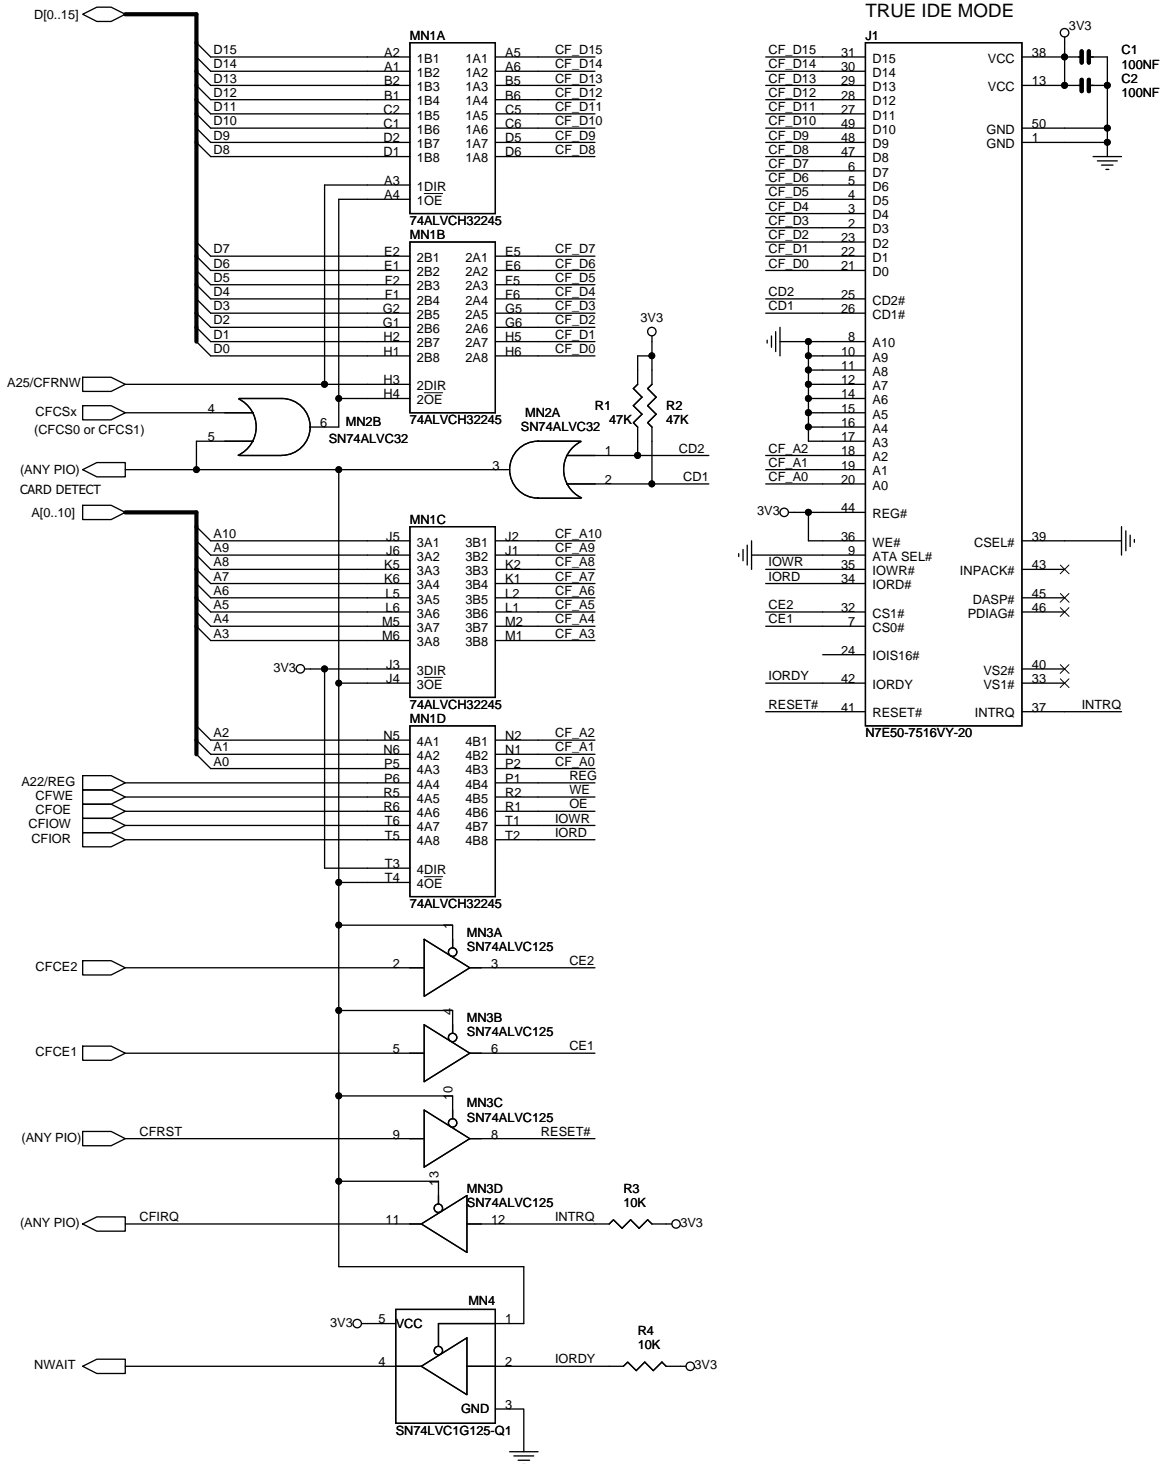 TRUE IDE MODE
D[0..15]
MN1A
D15 A2 1B1 1A1 A5 CF_D15
D14 A1 1B2 1A2 A6 CF_D14
D13 B2 1B3 1A3 B5 CF_D13
D12 B1 1B4 1A4 B6 CF_D12
D11 C2 1B5 1A5 C5 CF_D11
D10 C1 1B6 1A6 C6 CF_D10
D9 D2 1B7 1A7 D5 CF_D9
D8 D1 1B8 1A8 D6 CF_D8
A3 1DIR
A4 1OE
74ALVCH32245
MN1B
D7 E2 2B1 2A1 E5 CF_D7
D6 E1 2B2 2A2 E6 CF_D6
D5 F2 2B3 2A3 F5 CF_D5
D4 F1 2B4 2A4 F6 CF_D4
D3 G2 2B5 2A5 G5 CF_D3
D2 G1 2B6 2A6 G6 CF_D2
D1 H2 2B7 2A7 H5 CF_D1
D0 H1 2B8 2A8 H6 CF_D0
A25/CFRNW H3 2DIR
H4 2OE
74ALVCH32245
CFCSx
(CFCS0 or CFCS1)
4
5
6
MN2B
SN74ALVC32
3V3
R1
47K
R2
47K
MN2A
SN74ALVC32
1 CD2
2 CD1
3
(ANY PIO)
CARD DETECT
A[0..10]
MN1C
A10 J5 3A1 3B1 J2 CF_A10
A9 J6 3A2 3B2 J1 CF_A9
A8 K5 3A3 3B3 K2 CF_A8
A7 K6 3A4 3B4 K1 CF_A7
A6 L5 3A5 3B5 L2 CF_A6
A5 L6 3A6 3B6 L1 CF_A5
A4 M5 3A7 3B7 M2 CF_A4
A3 M6 3A8 3B8 M1 CF_A3
3V3 J3 3DIR
J4 3OE
74ALVCH32245
MN1D
A2 N5 4A1 4B1 N2 CF_A2
A1 N6 4A2 4B2 N1 CF_A1
A0 P5 4A3 4B3 P2 CF_A0
A22/REG P6 4A4 4B4 P1 REG
CFWE R5 4A5 4B5 R2 WE
CFOE R6 4A6 4B6 R1 OE
CFIOW T6 4A7 4B7 T1 IOWR
CFIOR T5 4A8 4B8 T2 IORD
T3 4DIR
T4 4OE
74ALVCH32245
1
MN3A
SN74ALVC125
CFCE2 2 3 CE2
4
MN3B
SN74ALVC125
CFCE1 5 6 CE1
10
MN3C
SN74ALVC125
(ANY PIO) CFRST 9 8 RESET#
13
MN3D
SN74ALVC125
R3
10K
(ANY PIO) CFIRQ 11 12 INTRQ 3V3
MN4
3V3 5 VCC 1
R4
10K
NWAIT 4 2 IORDY 3V3
GND 3
SN74LVC1G125-Q1
J1
CF_D15 31 D15
CF_D14 30 D14
CF_D13 29 D13
CF_D12 28 D12
CF_D11 27 D11
CF_D10 49 D10
CF_D9 48 D9
CF_D8 47 D8
CF_D7 6 D7
CF_D6 5 D6
CF_D5 4 D5
CF_D4 3 D4
CF_D3 2 D3
CF_D2 23 D2
CF_D1 22 D1
CF_D0 21 D0
CD2 25 CD2#
CD1 26 CD1#
8 A10
10 A9
11 A8
12 A7
14 A6
15 A5
16 A4
17 A3
CF_A2 18 A2
CF_A1 19 A1
CF_A0 20 A0
3V3 44 REG#
36 WE#
9 ATA SEL#
IOWR 35 IOWR#
IORD 34 IORD#
CE2 32 CS1#
CE1 7 CS0#
24 IOIS16#
IORDY 42 IORDY
RESET# 41 RESET#
3V3
VCC 38
C1
100NF
VCC 13
C2
100NF
GND 50
GND 1
CSEL# 39
INPACK# 43
DASP# 45
PDIAG# 46
VS2# 40
VS1# 33
INTRQ 37 INTRQ
N7E50-7516VY-20